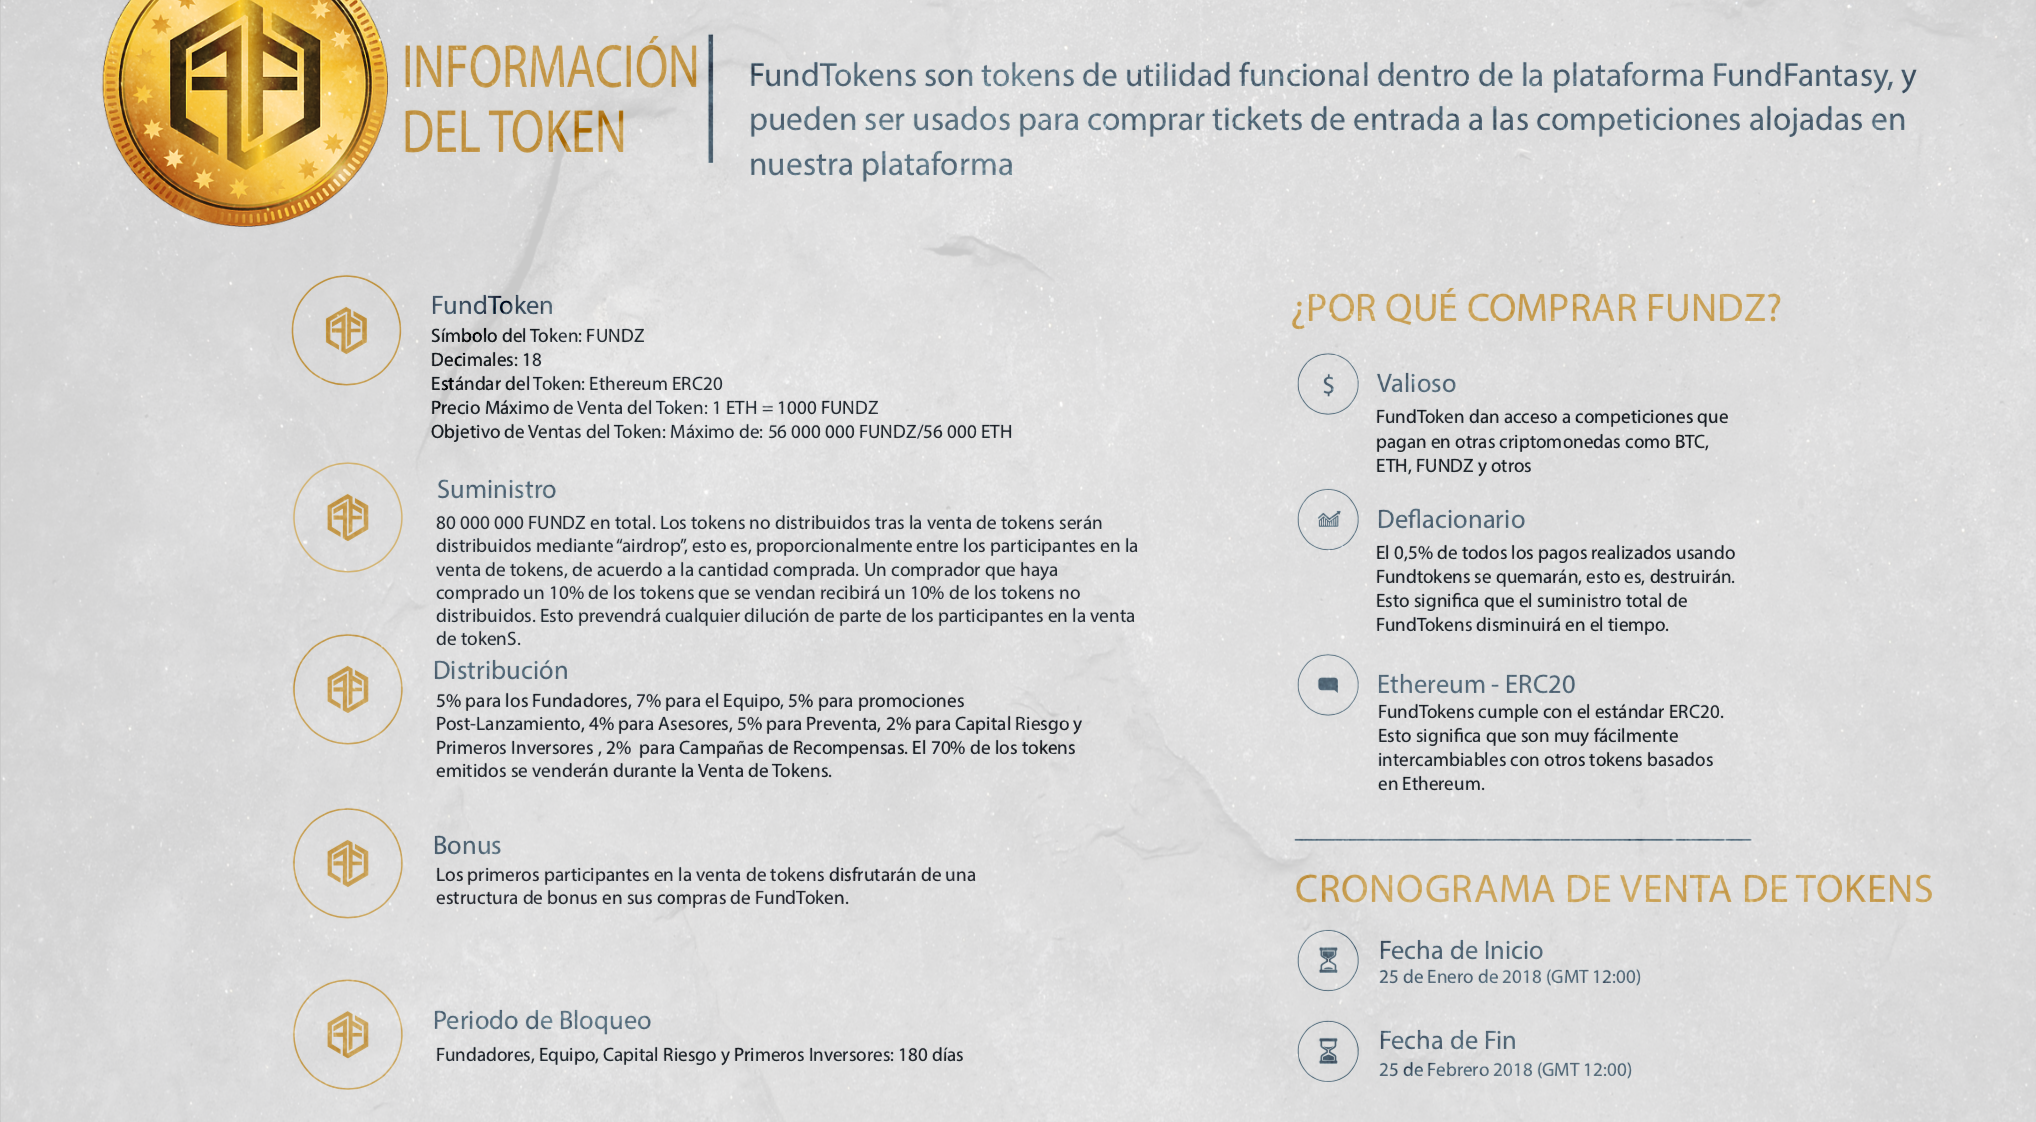 INFORMACIÓN
DEL TOKEN
FundTokens son tokens de utilidad funcional dentro de la plataforma FundFantasy, y
pueden ser usados para comprar tickets de entrada a las competiciones alojadas en
nuestra plataforma
FundToken
Símbolo del Token: FUNDZ
Decimales: 18
Estándar del Token: Ethereum ERC20
Precio Máximo de Venta del Token: 1 ETH = 1000 FUNDZ
Objetivo de Ventas del Token: Máximo de: 56 000 000 FUNDZ/56 000 ETH
Suministro
80 000 000 FUNDZ en total. Los tokens no distribuidos tras la venta de tokens serán
distribuidos mediante “airdrop”, esto es, proporcionalmente entre los participantes en la
venta de tokens, de acuerdo a la cantidad comprada. Un comprador que haya
comprado un 10% de los tokens que se vendan recibirá un 10% de los tokens no
distribuidos. Esto prevendrá cualquier dilución de parte de los participantes en la venta
de tokenS.
Distribución
5% para los Fundadores, 7% para el Equipo, 5% para promociones
Post-Lanzamiento, 4% para Asesores, 5% para Preventa, 2% para Capital Riesgo y
Primeros Inversores , 2% para Campañas de Recompensas. El 70% de los tokens
emitidos se venderán durante la Venta de Tokens.
Bonus
Los primeros participantes en la venta de tokens disfrutarán de una
estructura de bonus en sus compras de FundToken.
Periodo de Bloqueo
Fundadores, Equipo, Capital Riesgo y Primeros Inversores: 180 días
¿POR QUÉ COMPRAR FUNDZ?
$
Valioso
FundToken dan acceso a competiciones que
pagan en otras criptomonedas como BTC,
ETH, FUNDZ y otros
Deflacionario
El 0,5% de todos los pagos realizados usando
Fundtokens se quemarán, esto es, destruirán.
Esto significa que el suministro total de
FundTokens disminuirá en el tiempo.
Ethereum - ERC20
FundTokens cumple con el estándar ERC20.
Esto significa que son muy fácilmente
intercambiables con otros tokens basados
en Ethereum.
CRONOGRAMA DE VENTA DE TOKENS
Fecha de Inicio
25 de Enero de 2018 (GMT 12:00)
Fecha de Fin
25 de Febrero 2018 (GMT 12:00)